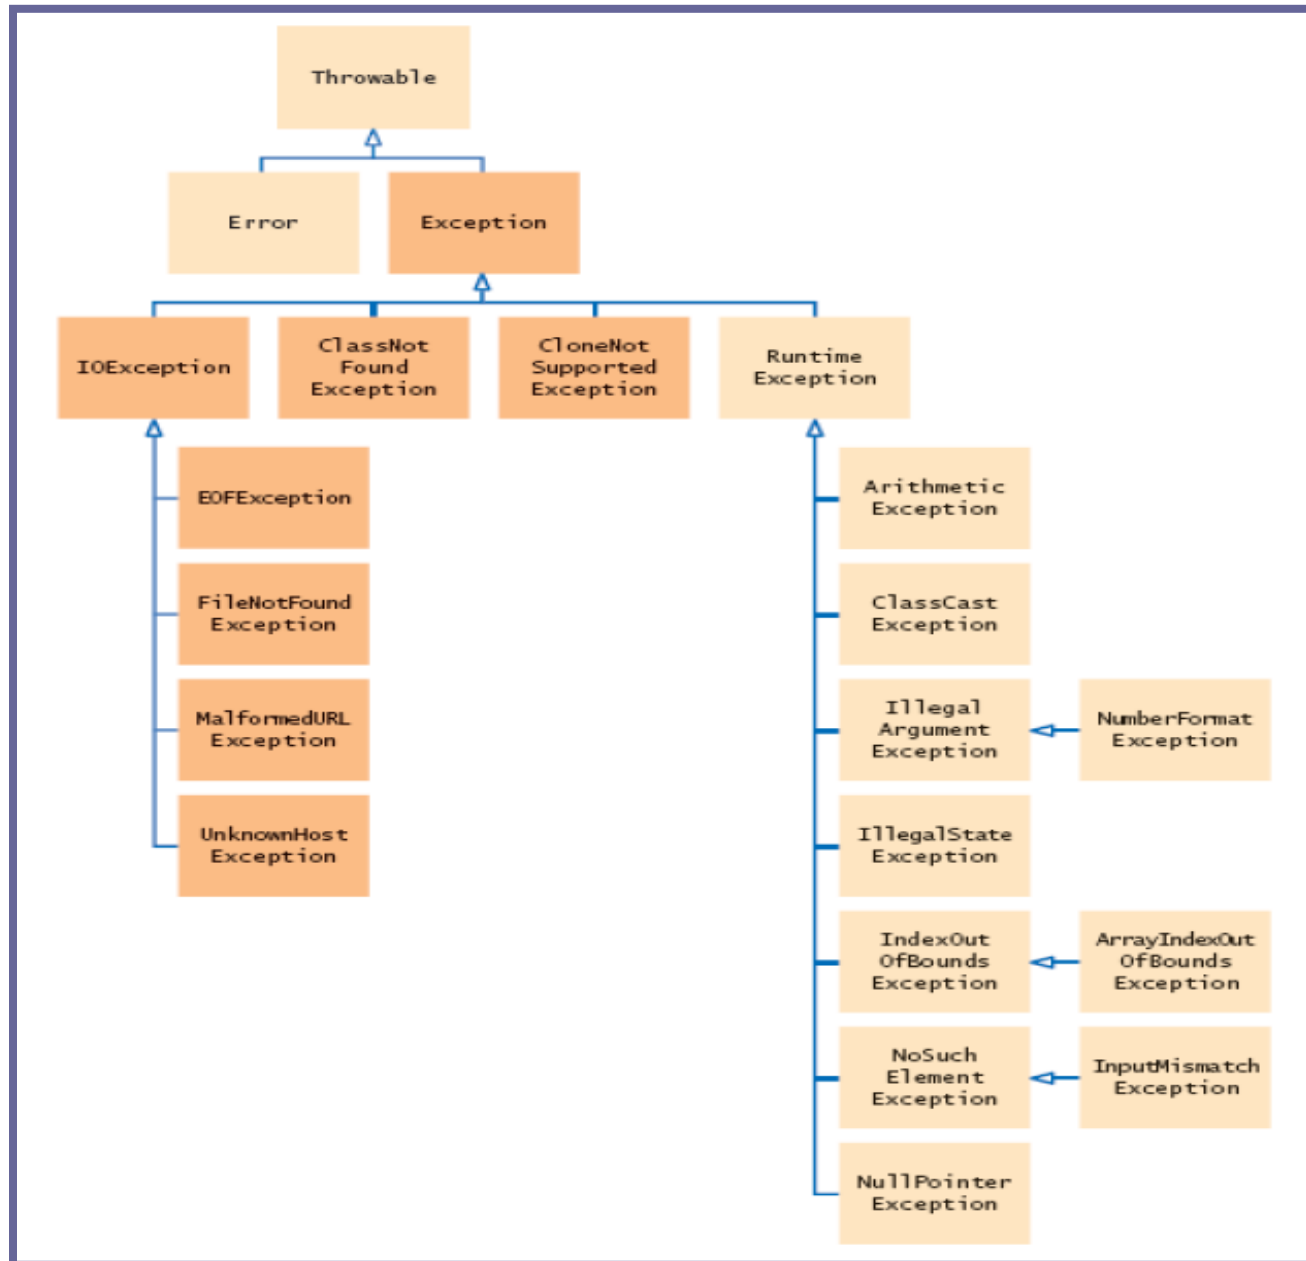 Throwable
Error
Exception
IOException
ClassNot
Found
Exception
CloneNot
Supported
Exception
Runtime
Exception
EOFException
FileNotFound
Exception
MalformedURL
Exception
UnknownHost
Exception
Arithmetic
Exception
ClassCast
Exception
Illegal
Argument
Exception
NumberFormat
Exception
IllegalState
Exception
IndexOut
OfBounds
Exception
ArrayIndexOut
OfBounds
Exception
NoSuch
Element
Exception
InputMismatch
Exception
NullPointer
Exception